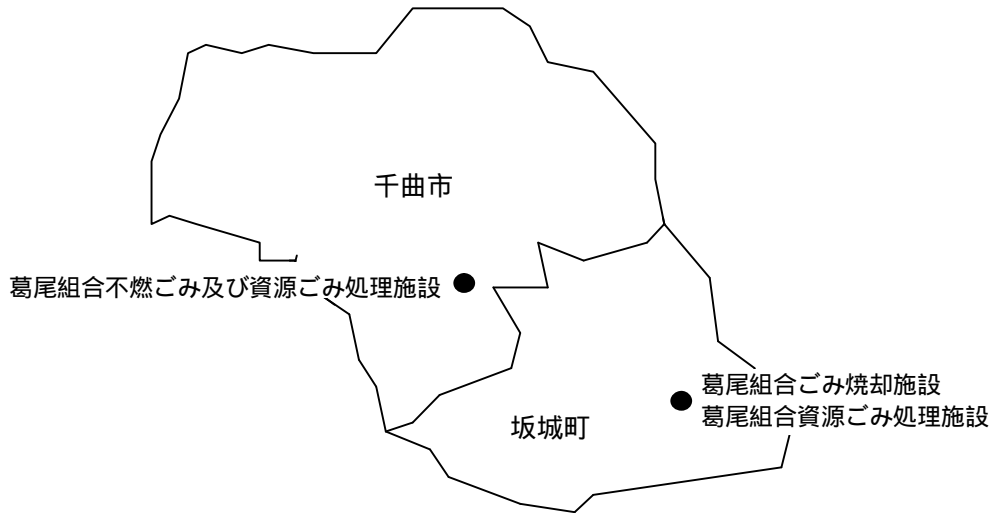 千曲市
葛尾組合不燃ごみ及び資源ごみ処理施設
葛尾組合ごみ焼却施設
葛尾組合資源ごみ処理施設
坂城町